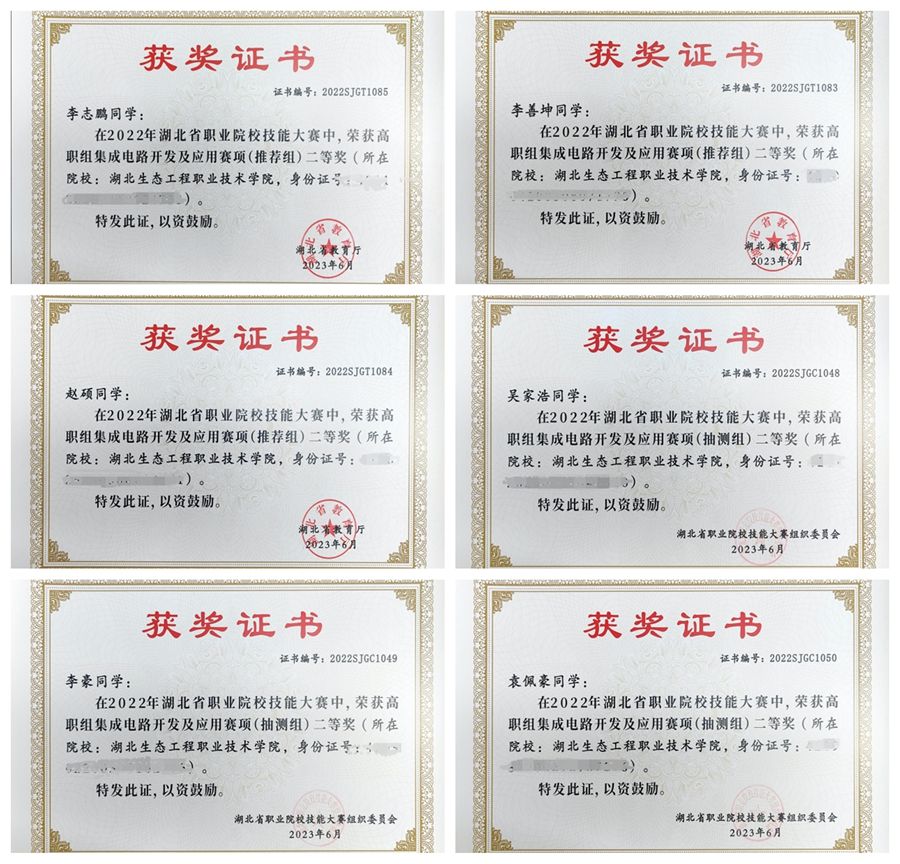 获奖证书
证书编号：2022SJGT1085
李志鹏同学：
在2022年湖北省职业院校技能大赛中，荣获高
职组集成电路开发及应用赛项(推荐组)二等奖（所在
院校：湖北生态工程职业技术学院，身份证号：
）。
特发此证，以资鼓励。
湖北省教育厅
2023年6月
获奖证书
证书编号：2022SJGT1083
李善坤同学：
在2022年湖北省职业院校技能大赛中，荣获高
职组集成电路开发及应用赛项(推荐组)二等奖（所在
院校：湖北生态工程职业技术学院，身份证号：
）。
特发此证，以资鼓励。
湖北省教育厅
2023年6月
获奖证书
证书编号：2022SJGT1084
赵硕同学：
在2022年湖北省职业院校技能大赛中，荣获高
职组集成电路开发及应用赛项(推荐组)二等奖（所在
院校：湖北生态工程职业技术学院，身份证号：
）。
特发此证，以资鼓励。
湖北省教育厅
2023年6月
获奖证书
证书编号：2022SJGC1048
吴家浩同学：
在2022年湖北省职业院校技能大赛中，荣获高
职组集成电路开发及应用赛项(抽测组)二等奖（所在
院校：湖北生态工程职业技术学院，身份证号：
）。
特发此证，以资鼓励。
湖北省职业院校技能大赛组织委员会
2023年6月
获奖证书
证书编号：2022SJGC1049
李豪同学：
在2022年湖北省职业院校技能大赛中，荣获高
职组集成电路开发及应用赛项(抽测组)二等奖（所在
院校：湖北生态工程职业技术学院，身份证号：
）。
特发此证，以资鼓励。
湖北省职业院校技能大赛组织委员会
2023年6月
获奖证书
证书编号：2022SJGC1050
袁佩豪同学：
在2022年湖北省职业院校技能大赛中，荣获高
职组集成电路开发及应用赛项(抽测组)二等奖（所在
院校：湖北生态工程职业技术学院，身份证号：
）。
特发此证，以资鼓励。
湖北省职业院校技能大赛组织委员会
2023年6月